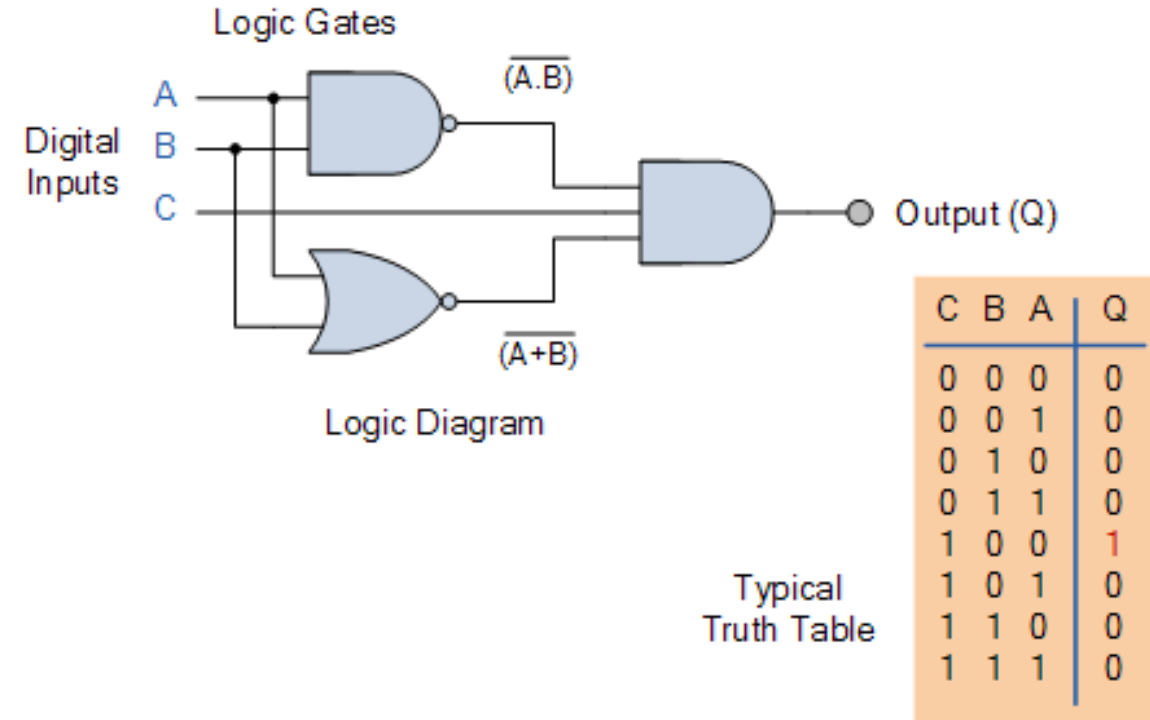 Logic Gates
A
B
C
Digital
Inputs
(A.B)
(A+B)
Output (Q)
Logic Diagram
C B A Q
0 0 0 0
0 0 1 0
0 1 0 0
0 1 1 0
1 0 0 1
1 0 1 0
1 1 0 0
1 1 1 0
Typical
Truth Table